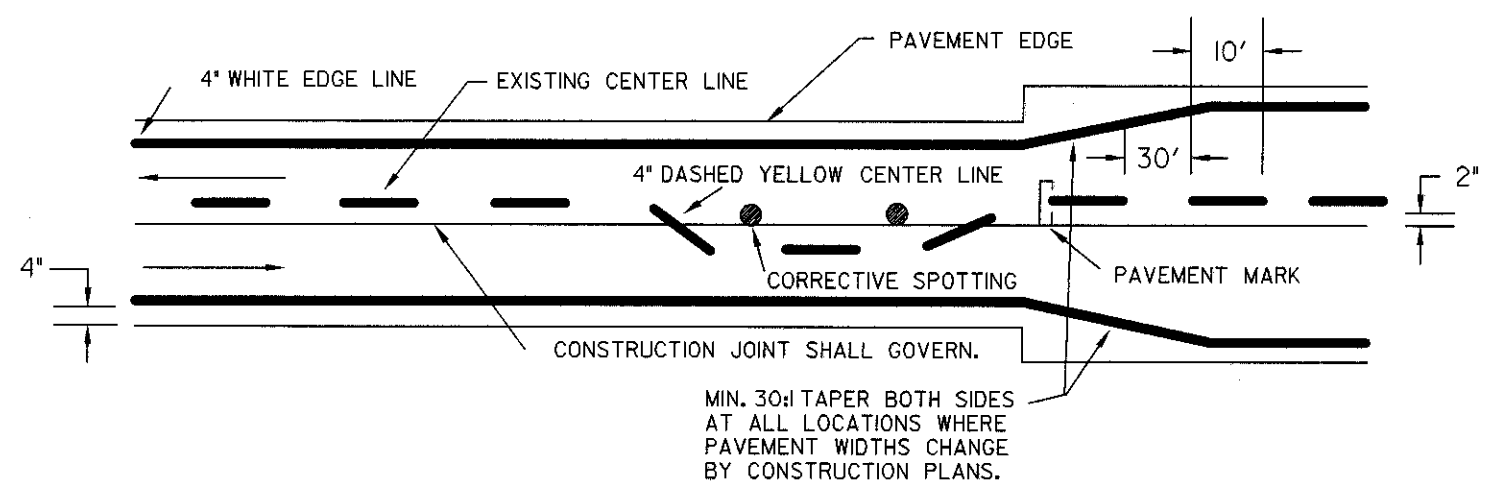 PAVEMENT EDGE
10'
4" WHITE EDGE LINE
EXISTING CENTER LINE
30'
4" DASHED YELLOW CENTER LINE
2"
4"
CORRECTIVE SPOTTING
PAVEMENT MARK
CONSTRUCTION JOINT SHALL GOVERN.
MIN. 30:1 TAPER BOTH SIDES
AT ALL LOCATIONS WHERE
PAVEMENT WIDTHS CHANGE
BY CONSTRUCTION PLANS.